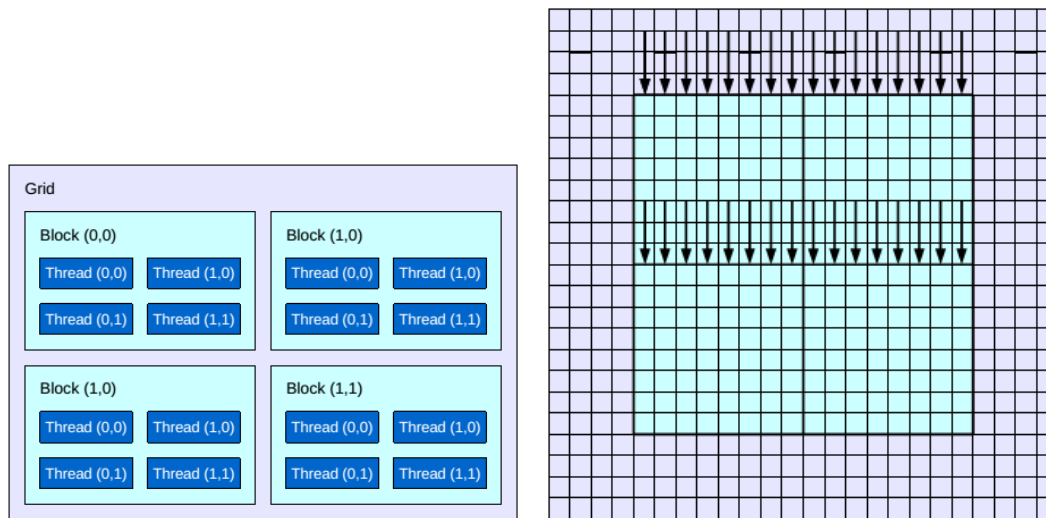 Grid
Block (0,0)
Thread (0,0) Thread (1,0)
Thread (0,1) Thread (1,1)
Block (1,0)
Thread (0,0) Thread (1,0)
Thread (0,1) Thread (1,1)
Block (1,0)
Thread (0,0) Thread (1,0)
Thread (0,1) Thread (1,1)
Block (1,1)
Thread (0,0) Thread (1,0)
Thread (0,1) Thread (1,1)